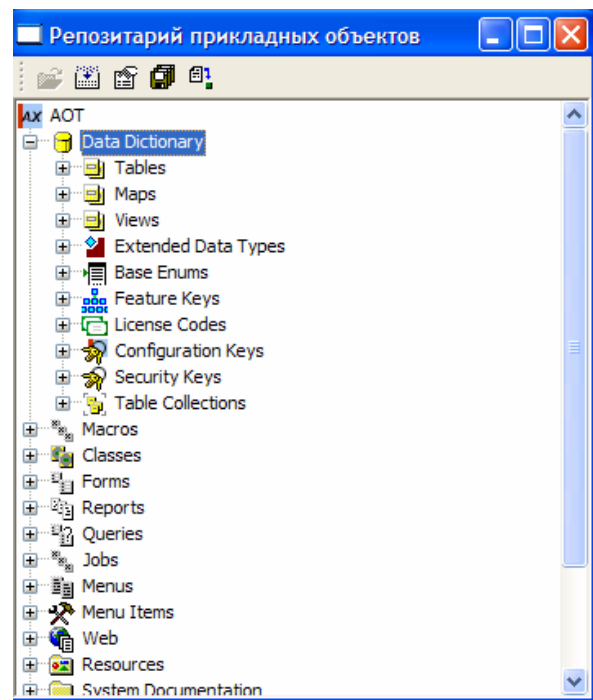 Репозитарий прикладных объектов
AX AOT
Data Dictionary
Tables
Maps
Views
Extended Data Types
Base Enums
Feature Keys
License Codes
Configuration Keys
Security Keys
Table Collections
Macros
Classes
Forms
Reports
Queries
Jobs
Menus
Menu Items
Web
Resources
System Documentation